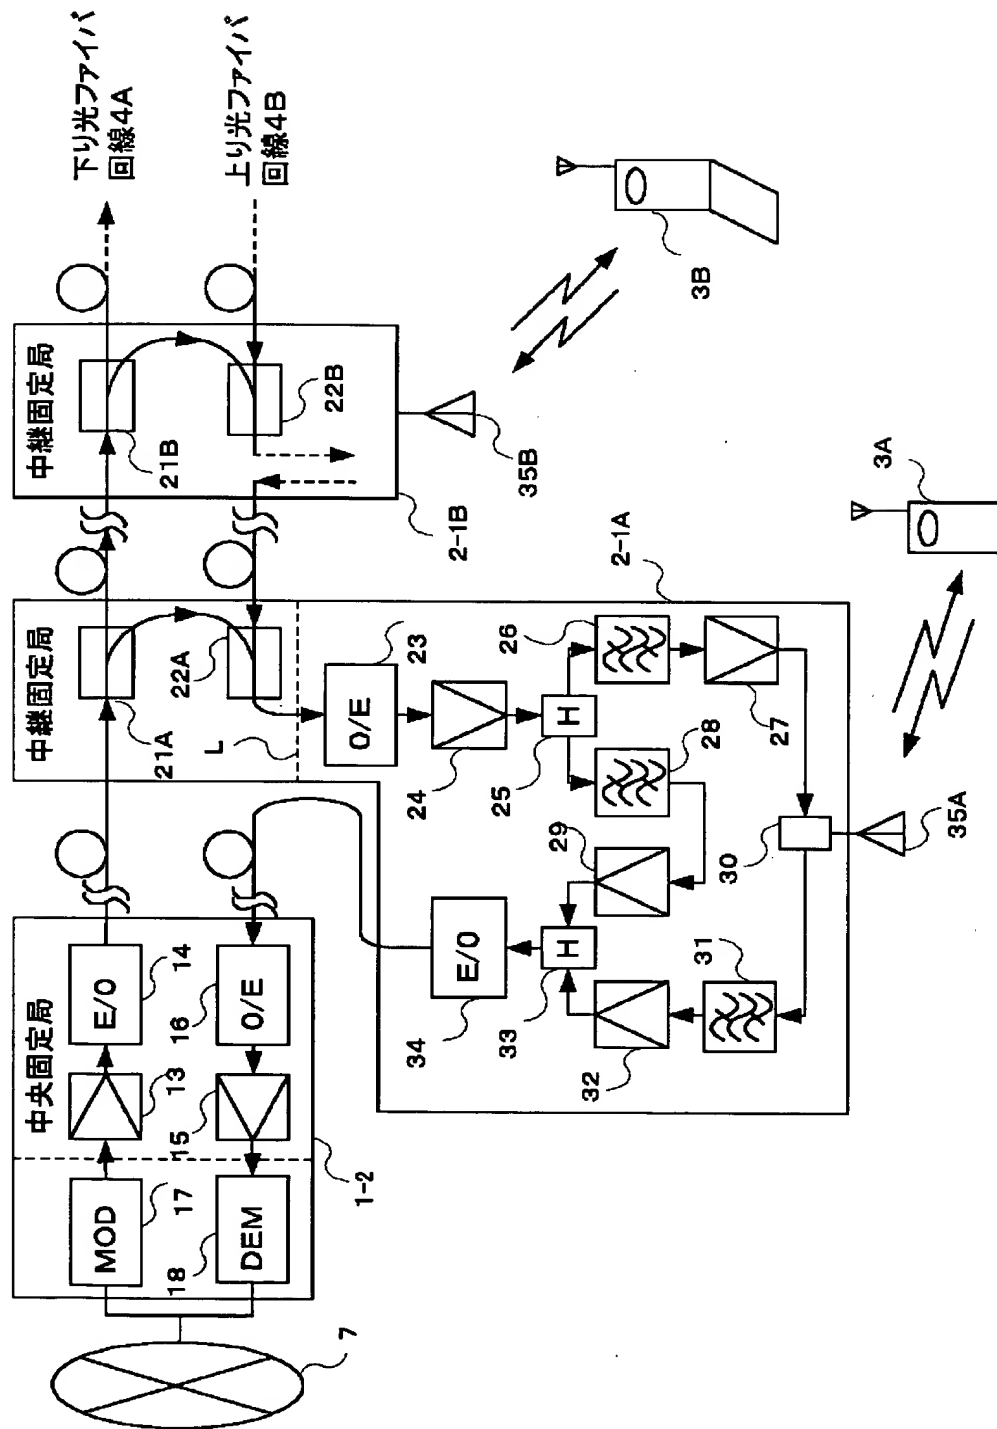 中央固定局
MOD
17
13
E/O
14
18
DEM
15
16
O/E
1-2
7
中継固定局
21A
22A
L
O/E
23
24
H
25
26
27
28
29
30
31
32
H
33
E/O
34
35A
2-1A
中継固定局
21B
22B
2-1B
35B
下り光ファイバ
回線4A
上り光ファイバ
回線4B
3A
3B